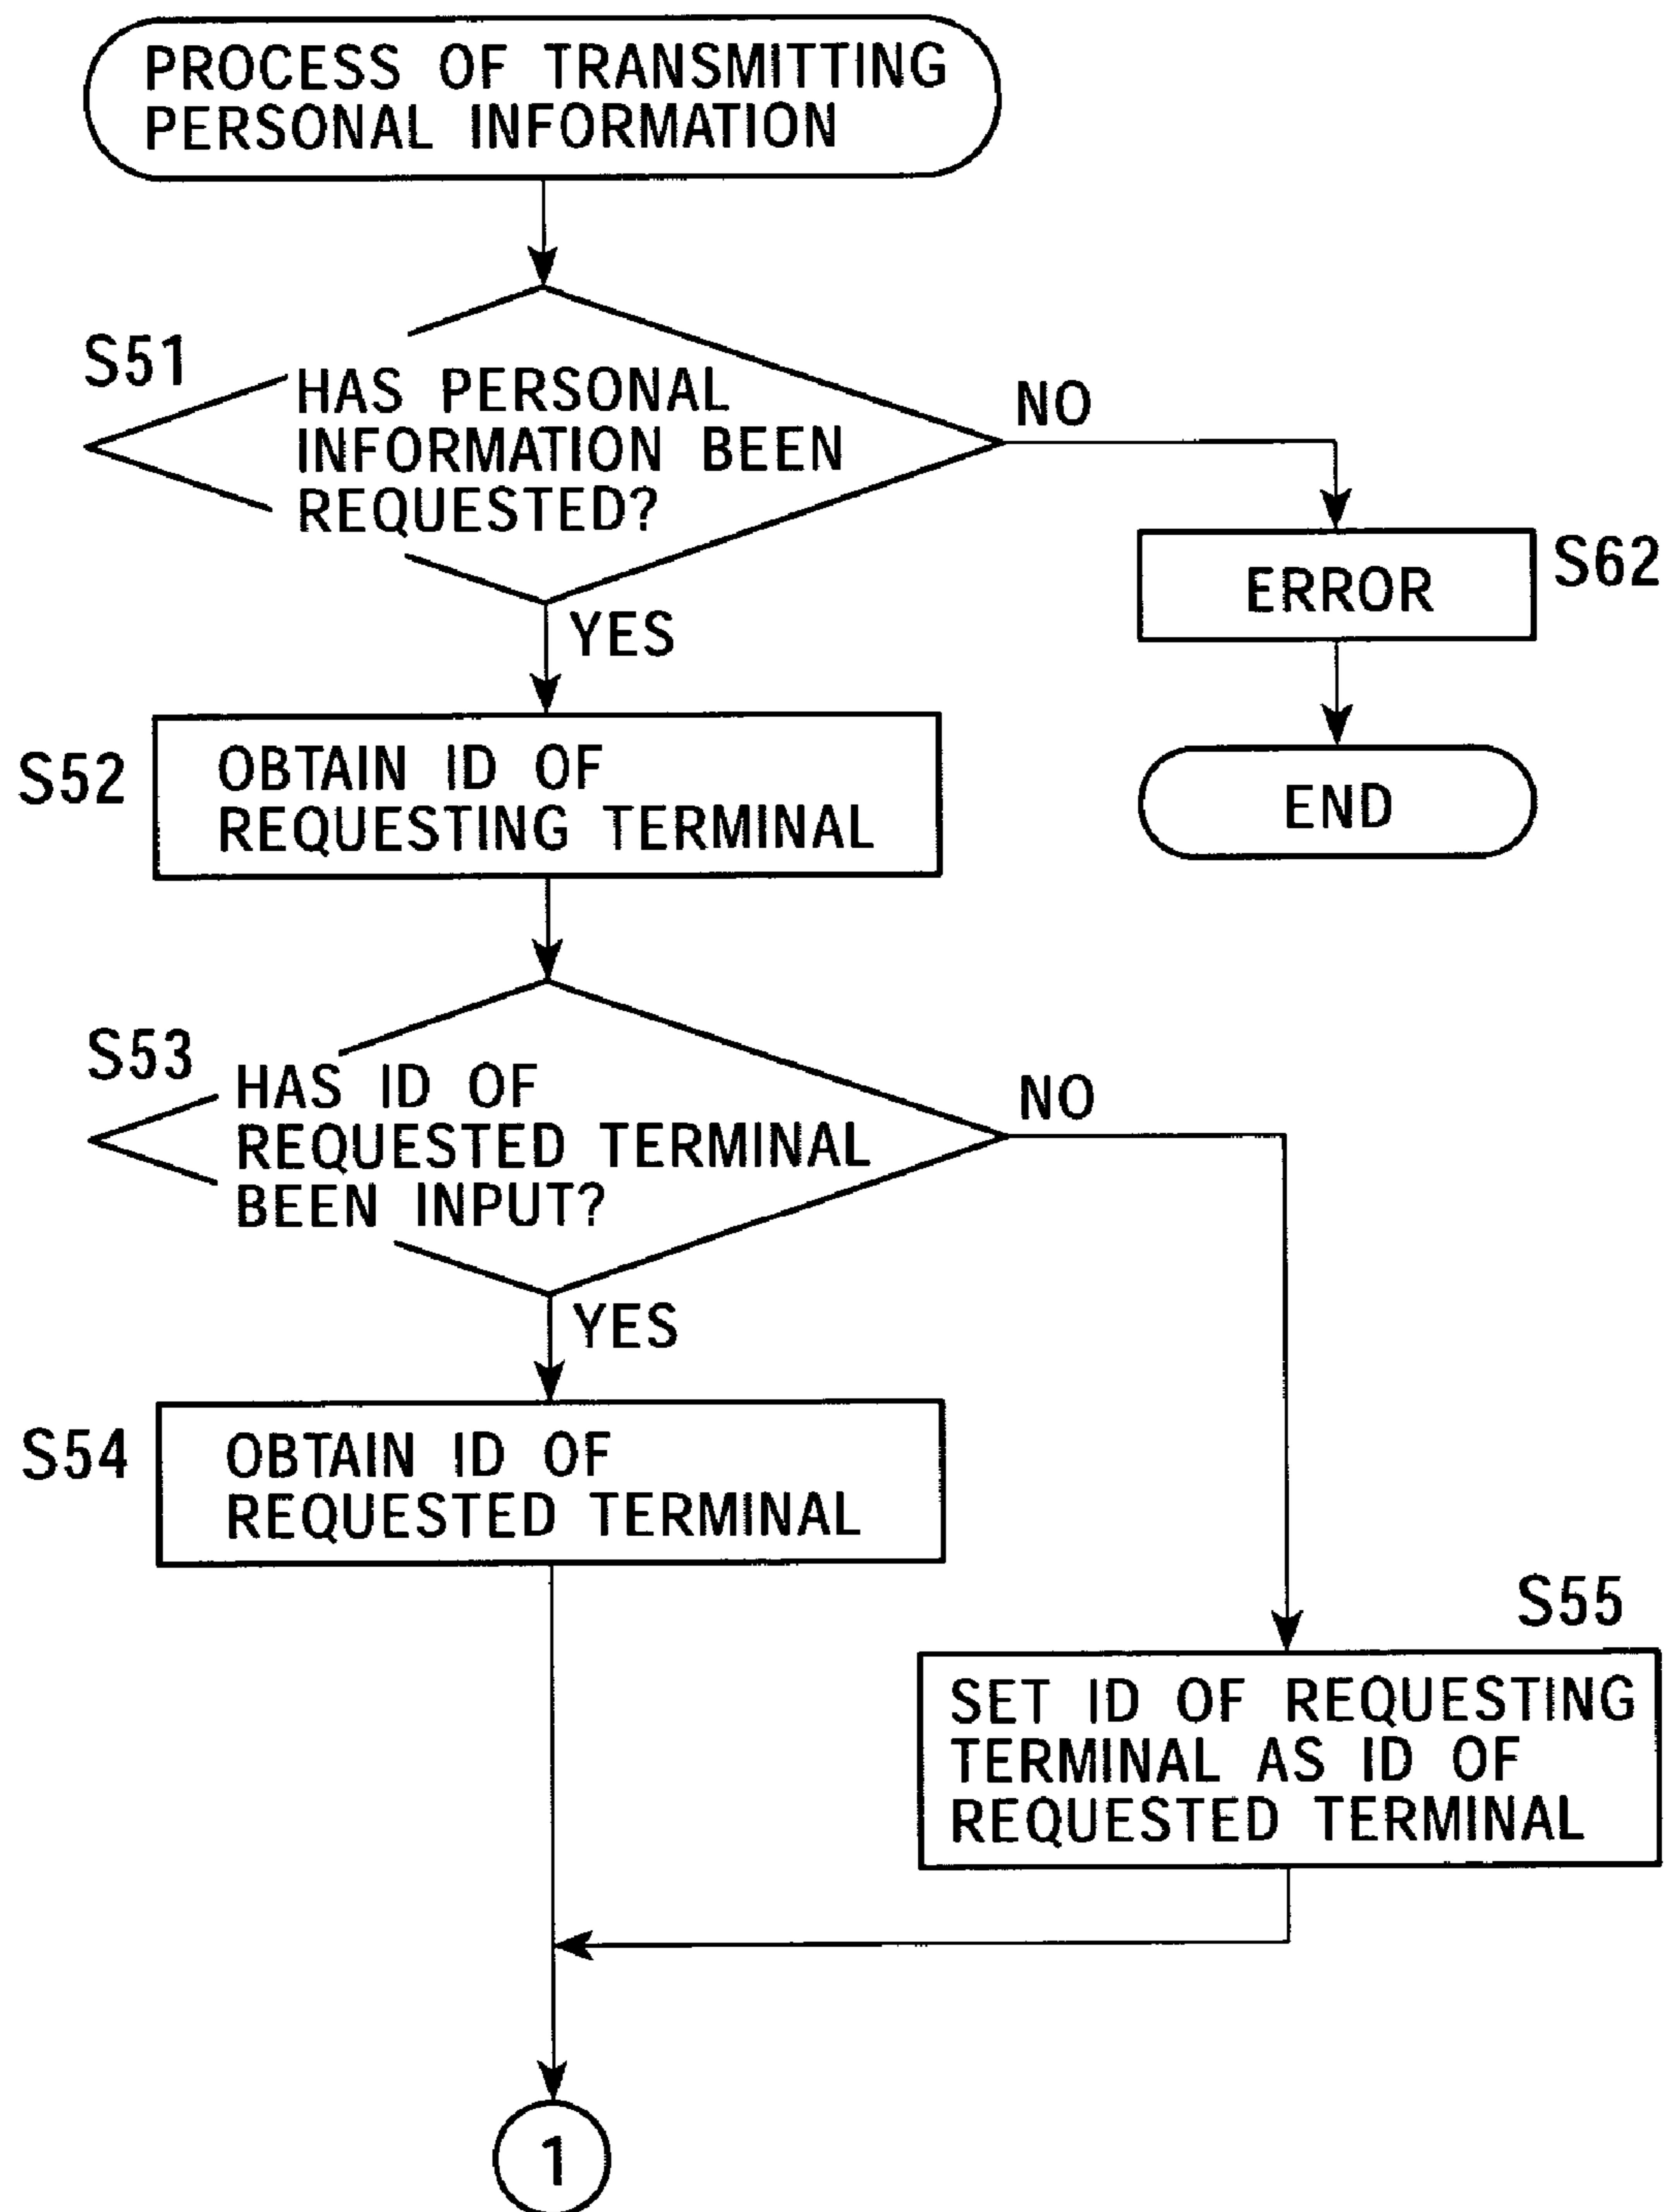 PROCESS OF TRANSMITTING
PERSONAL INFORMATION
S51
HAS PERSONAL
INFORMATION BEEN
REQUESTED?
NO
YES
ERROR
S62
END
S52
OBTAIN ID OF
REQUESTING TERMINAL
S53
HAS ID OF
REQUESTED TERMINAL
BEEN INPUT?
NO
YES
S54
OBTAIN ID OF
REQUESTED TERMINAL
S55
SET ID OF REQUESTING
TERMINAL AS ID OF
REQUESTED TERMINAL
1